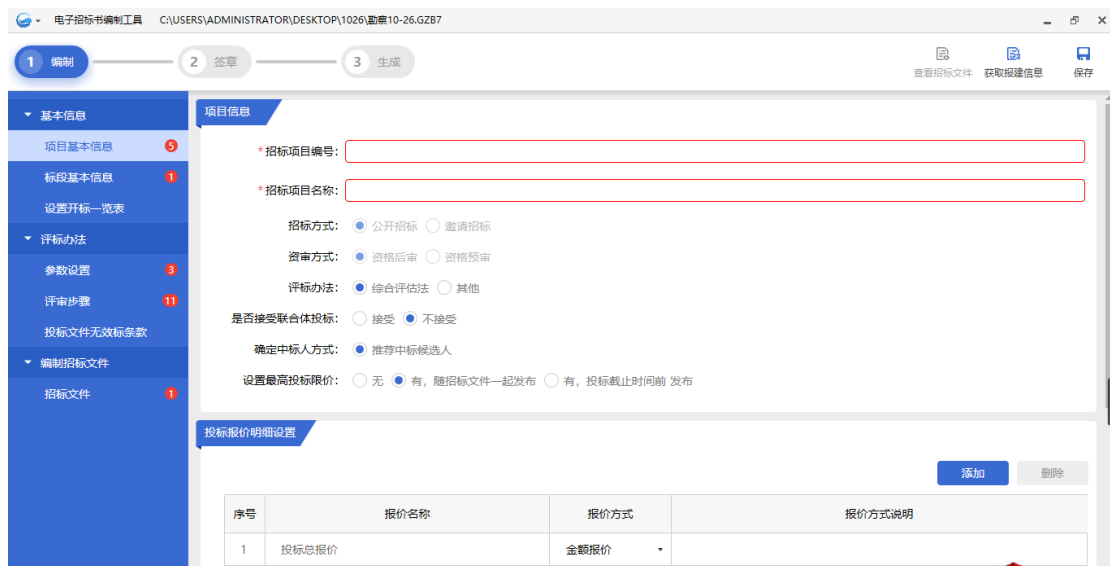 电子招标书编制工具 C:\USERS\ADMINISTRATOR\DESKTOP\1026\勘察10-26.GZB7
1 编制 2 签章 3 生成
查看招标文件 获取报建信息 保存
基本信息
项目基本信息 5
标段基本信息 1
设置开标一览表
评标办法
参数设置 3
评审步骤 11
投标文件无效标条款
编制招标文件
招标文件 1
项目信息
*招标项目编号:
*招标项目名称:
招标方式: 公开招标 邀请招标
资审方式: 资格后审 资格预审
评标办法: 综合评估法 其他
是否接受联合体投标: 接受 不接受
确定中标人方式: 推荐中标候选人
设置最高投标限价: 无 有, 随招标文件一起发布 有, 投标截止时间前 发布
投标报价明细设置
添加 删除
序号 报价名称 报价方式 报价方式说明
1 投标总报价 金额报价